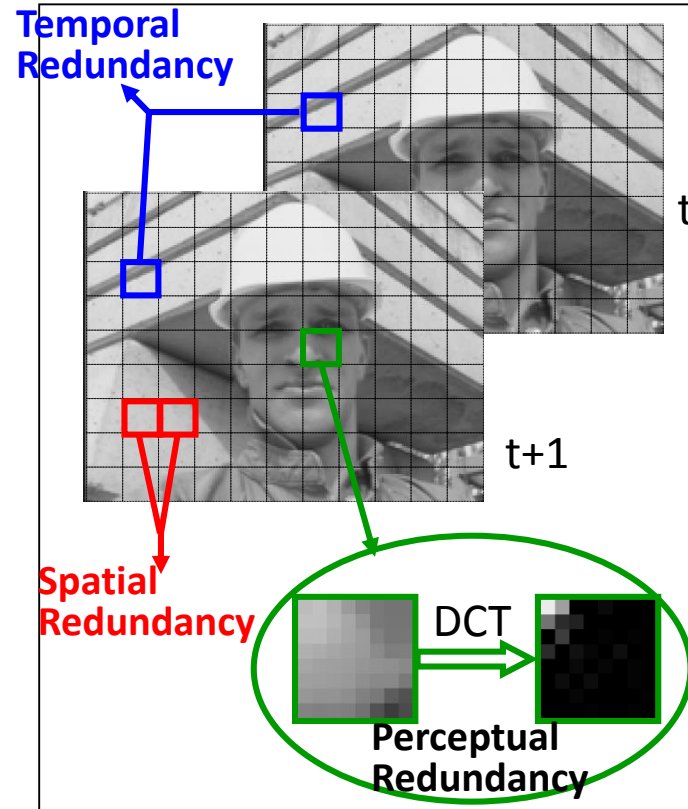 Temporal
Redundancy
t
t+1
Spatial
Redundancy
DCT
Perceptual
Redundancy